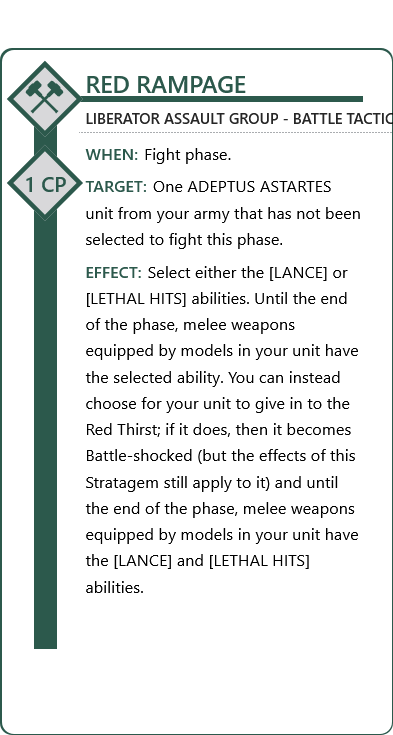 RED RAMPAGE
LIBERATOR ASSAULT GROUP - BATTLE TACTIC
1 CP
WHEN: Fight phase.
TARGET: One ADEPTUS ASTARTES
unit from your army that has not been
selected to fight this phase.
EFFECT: Select either the [LANCE] or
[LETHAL HITS] abilities. Until the end
of the phase, melee weapons
equipped by models in your unit have
the selected ability. You can instead
choose for your unit to give in to the
Red Thirst; if it does, then it becomes
Battle-shocked (but the effects of this
Stratagem still apply to it) and until
the end of the phase, melee weapons
equipped by models in your unit have
the [LANCE] and [LETHAL HITS]
abilities.